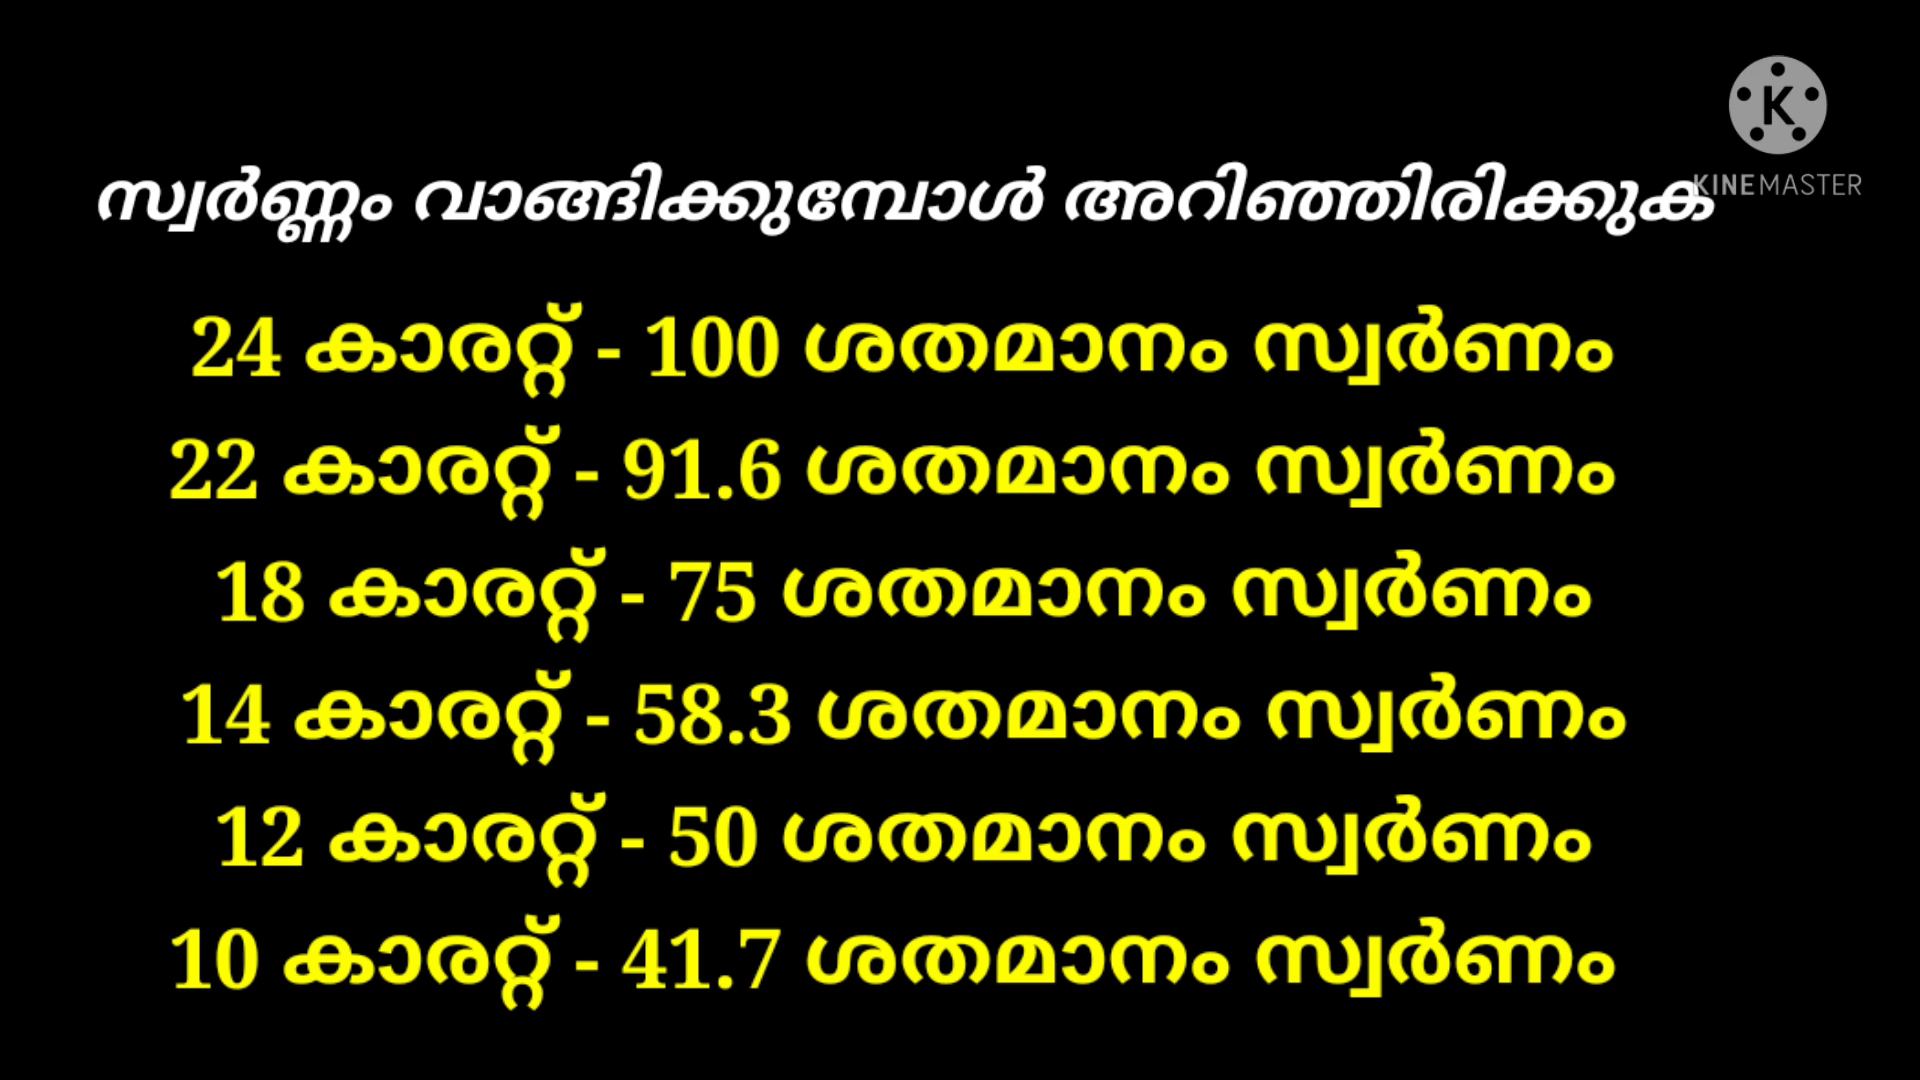 KINEMASTER
സ്വർണ്ണം വാങ്ങിക്കുമ്പോൾ അറിഞ്ഞിരിക്കുക
24 കാരറ്റ് - 100 ശതമാനം സ്വർണം
22 കാരറ്റ് - 91.6 ശതമാനം സ്വർണം
18 കാരറ്റ് - 75 ശതമാനം സ്വർണം
14 കാരറ്റ് - 58.3 ശതമാനം സ്വർണം
12 കാരറ്റ് - 50 ശതമാനം സ്വർണം
10 കാരറ്റ് - 41.7 ശതമാനം സ്വർണം